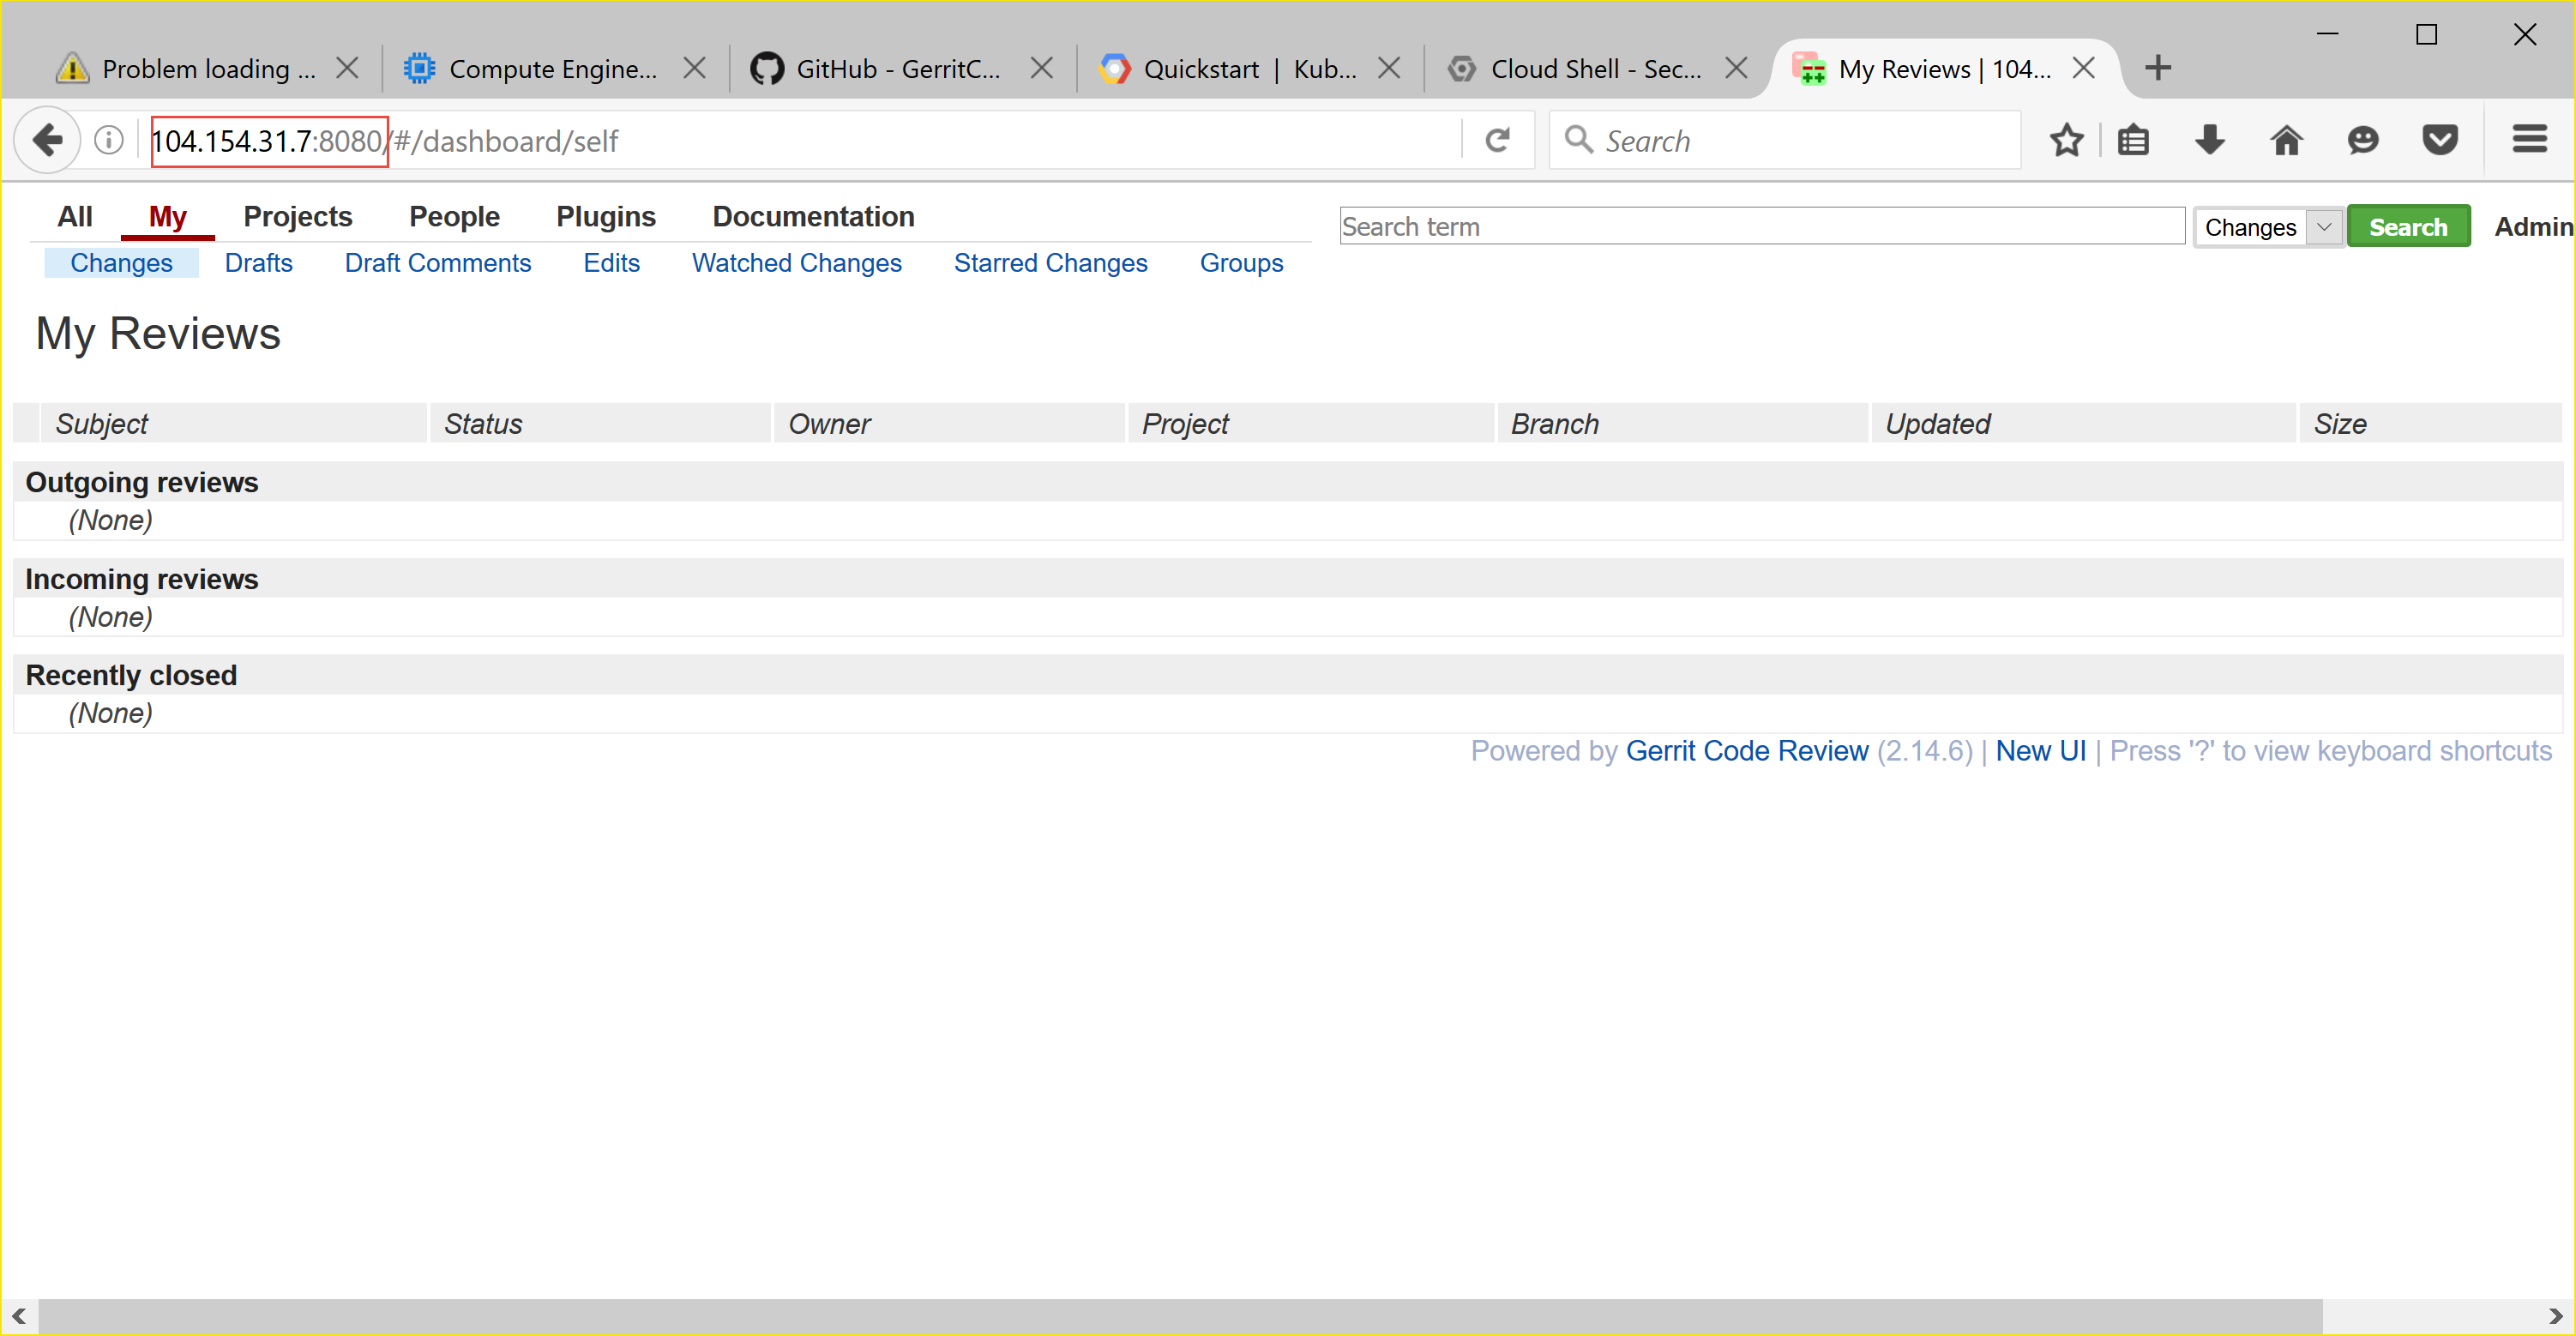 Problem loading ...
Compute Engine...
GitHub - GerritC...
Quickstart | Kub...
Cloud Shell - Sec...
My Reviews | 104...
104.154.31.7:8080/#/dashboard/self
Search
All My Projects People Plugins Documentation
Search term Changes Search Admin
Changes Drafts Draft Comments Edits Watched Changes Starred Changes Groups
My Reviews
Subject Status Owner Project Branch Updated Size
Outgoing reviews
(None)
Incoming reviews
(None)
Recently closed
(None)
Powered by Gerrit Code Review (2.14.6) | New UI | Press '?' to view keyboard shortcuts